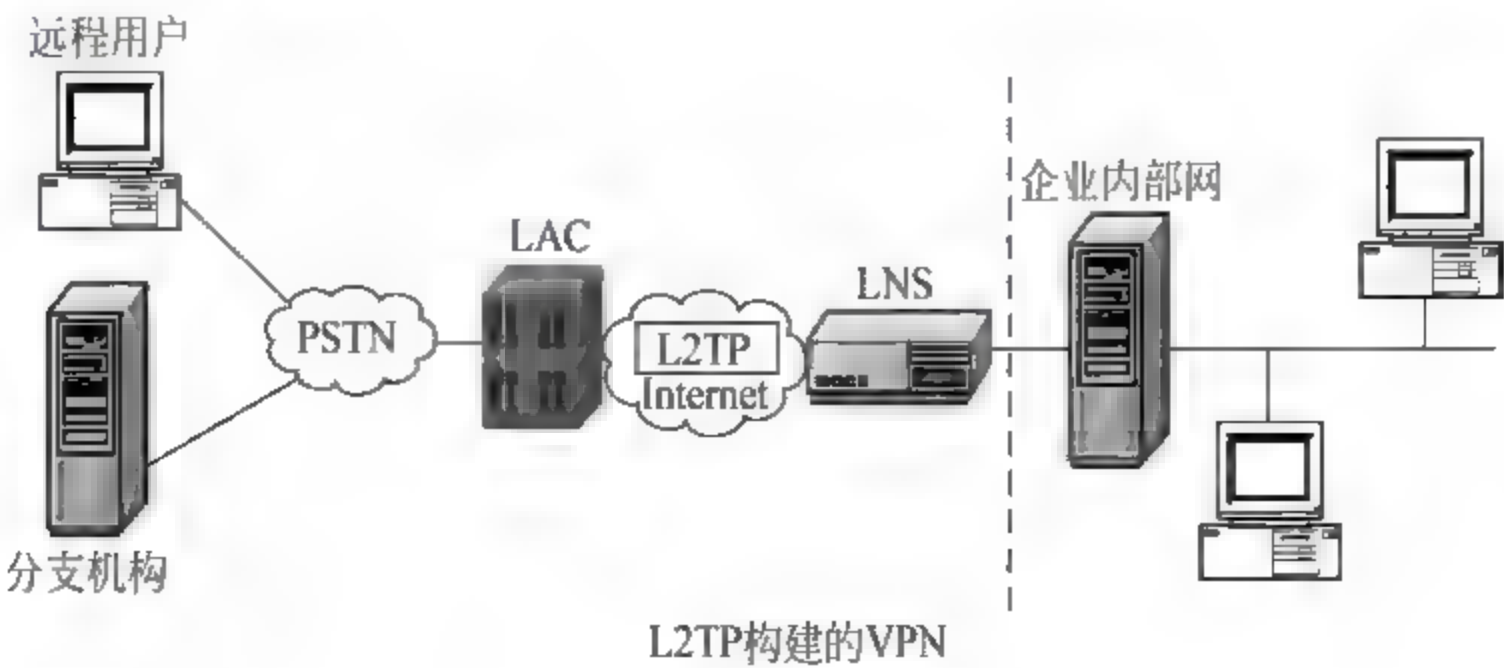 远程用户
企业内部网
LAC
LNS
PSTN
L2TP
Internet
分支机构
L2TP构建的VPN